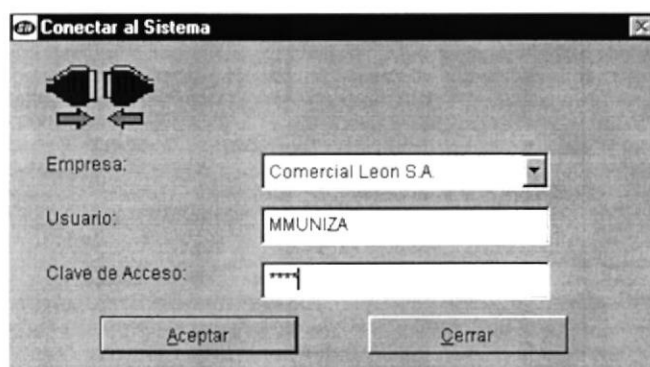 Conectar al Sistema
Empresa: Comercial Leon S.A.
Usuario: MMUNIZA
Clave de Acceso: ****
Aceptar Cerrar